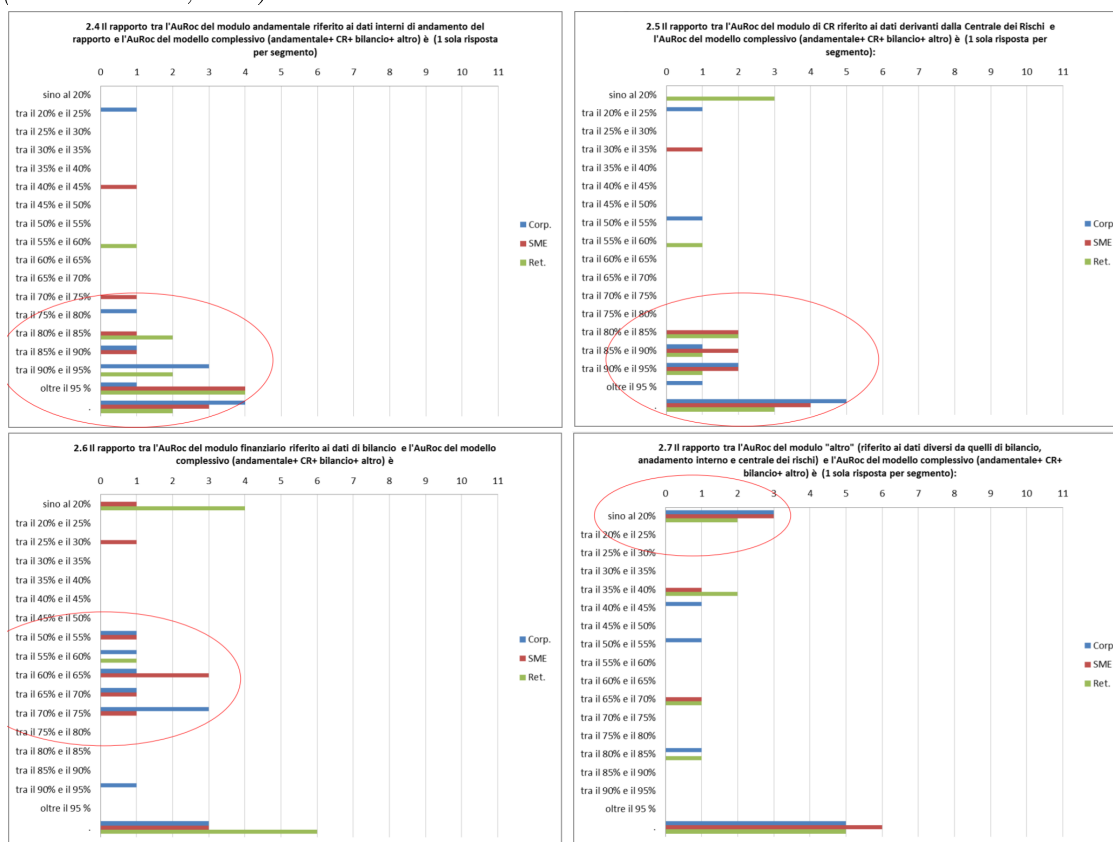 2.4 Il rapporto tra l'AuRoc del modulo andamentale riferito ai dati interni di andamento del
rapporto e l'AuRoc del modello complessivo (andamentale+ CR+ bilancio+ altro) è (1 sola risposta
per segmento)
0 1 2 3 4 5 6 7 8 9 10 11
sino al 20%
tra il 20% e il 25%
tra il 25% e il 30%
tra il 30% e il 35%
tra il 35% e il 40%
tra il 40% e il 45%
tra il 45% e il 50%
tra il 50% e il 55%
tra il 55% e il 60%
tra il 60% e il 65%
tra il 65% e il 70%
tra il 70% e il 75%
tra il 75% e il 80%
tra il 80% e il 85%
tra il 85% e il 90%
tra il 90% e il 95%
oltre il 95 %
.
Corp.
SME
Ret.
2.5 Il rapporto tra l'AuRoc del modulo di CR riferito ai dati derivanti dalla Centrale dei Rischi e
l'AuRoc del modello complessivo (andamentale+ CR+ bilancio+ altro) è (1 sola risposta per
segmento):
0 1 2 3 4 5 6 7 8 9 10 11
sino al 20%
tra il 20% e il 25%
tra il 25% e il 30%
tra il 30% e il 35%
tra il 35% e il 40%
tra il 40% e il 45%
tra il 45% e il 50%
tra il 50% e il 55%
tra il 55% e il 60%
tra il 60% e il 65%
tra il 65% e il 70%
tra il 70% e il 75%
tra il 75% e il 80%
tra il 80% e il 85%
tra il 85% e il 90%
tra il 90% e il 95%
oltre il 95 %
.
Corp.
SME
Ret.
2.6 Il rapporto tra l'AuRoc del modulo finanziario riferito ai dati di bilancio e l'AuRoc del modello
complessivo (andamentale+ CR+ bilancio+ altro) è
0 1 2 3 4 5 6 7 8 9 10 11
sino al 20%
tra il 20% e il 25%
tra il 25% e il 30%
tra il 30% e il 35%
tra il 35% e il 40%
tra il 40% e il 45%
tra il 45% e il 50%
tra il 50% e il 55%
tra il 55% e il 60%
tra il 60% e il 65%
tra il 65% e il 70%
tra il 70% e il 75%
tra il 75% e il 80%
tra il 80% e il 85%
tra il 85% e il 90%
tra il 90% e il 95%
oltre il 95 %
.
Corp.
SME
Ret.
2.7 Il rapporto tra l'AuRoc del modulo "altro" (riferito ai dati diversi da quelli di bilancio,
anadamento interno e centrale dei rischi) e l'AuRoc del modello complessivo (andamentale+ CR+
bilancio+ altro) è (1 sola risposta per segmento):
0 1 2 3 4 5 6 7 8 9 10 11
sino al 20%
tra il 20% e il 25%
tra il 25% e il 30%
tra il 30% e il 35%
tra il 35% e il 40%
tra il 40% e il 45%
tra il 45% e il 50%
tra il 50% e il 55%
tra il 55% e il 60%
tra il 60% e il 65%
tra il 65% e il 70%
tra il 70% e il 75%
tra il 75% e il 80%
tra il 80% e il 85%
tra il 85% e il 90%
tra il 90% e il 95%
oltre il 95 %
.
Corp.
SME
Ret.